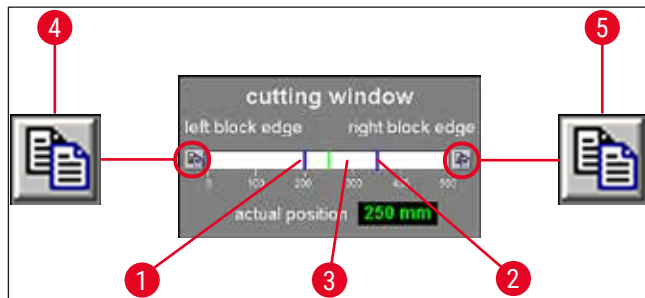 4
5
cutting window
left block edge right block edge
0 100 200 300 400 500
actual position 250 mm
1
3
2